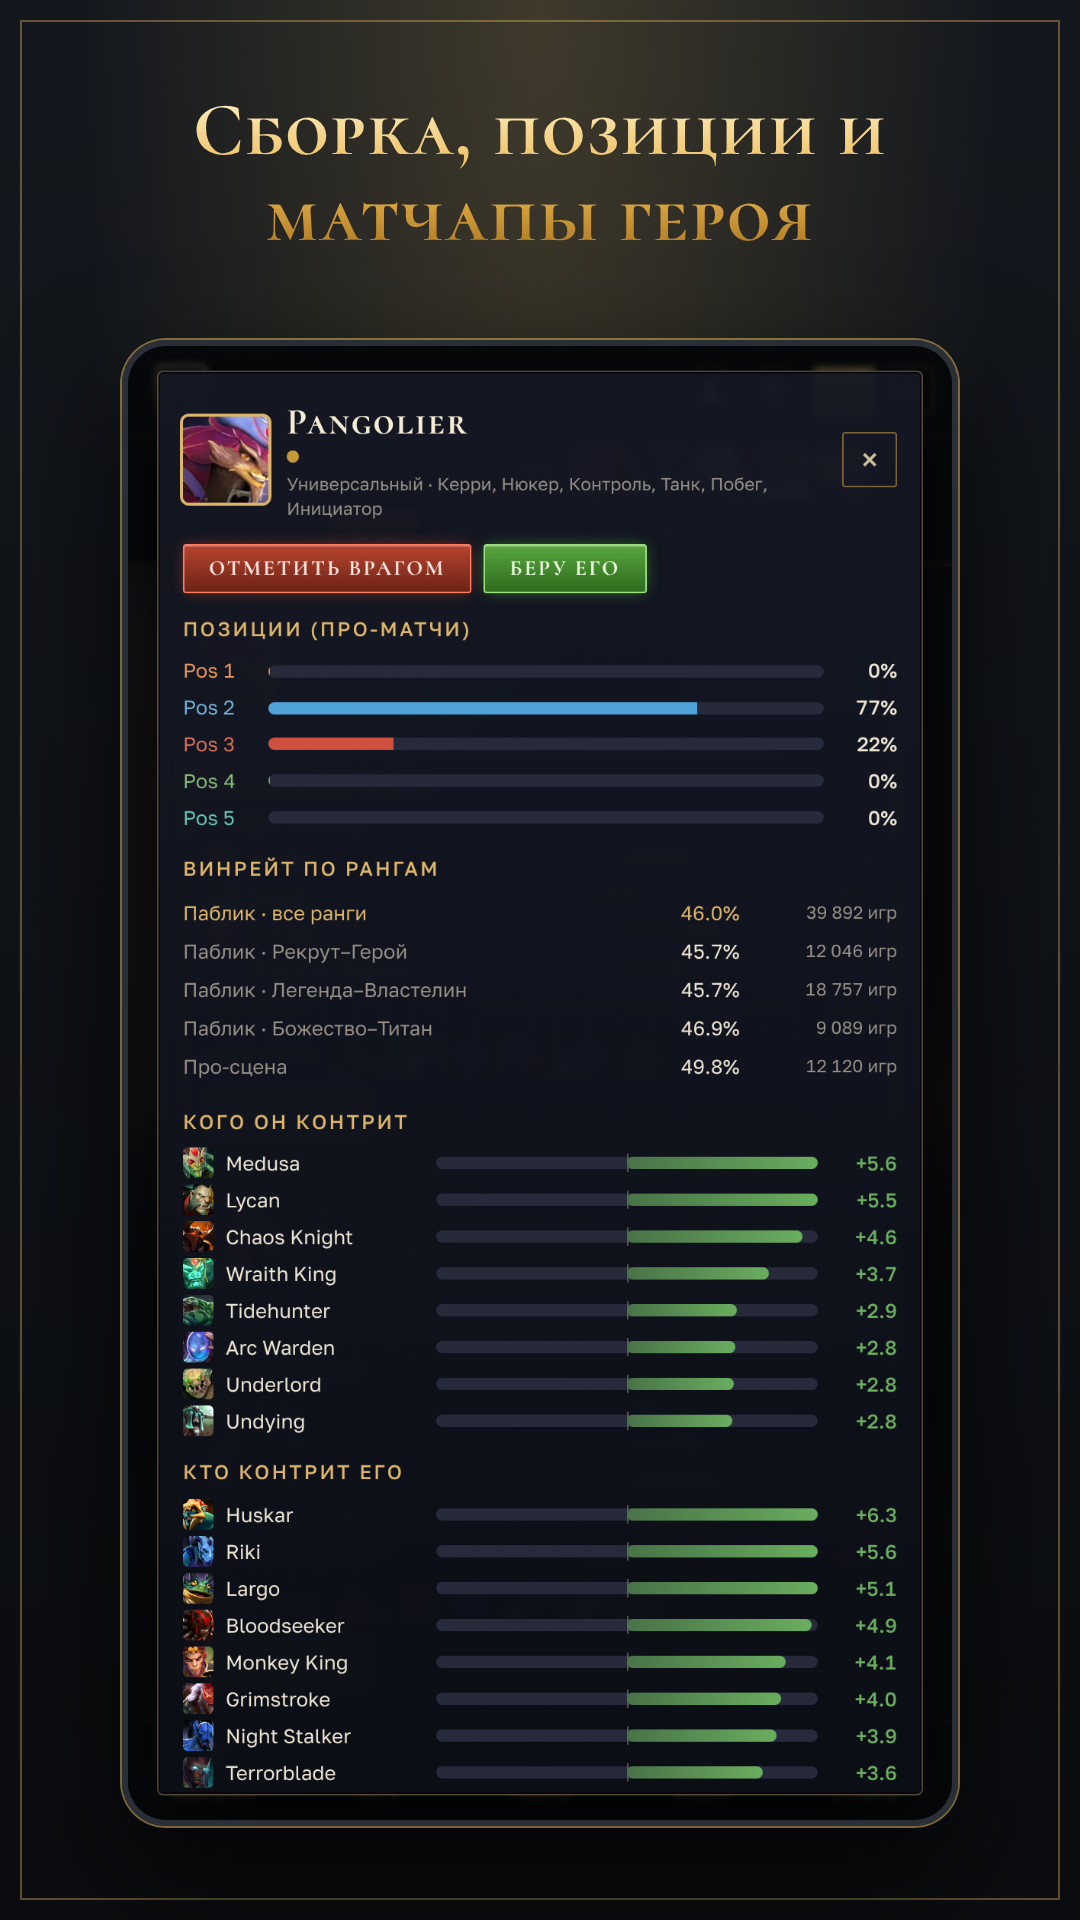 Сборка, позиции и
матчапы героя
Pangolier
×
Универсальный · Керри, Нюкер, Контроль, Танк, Побег,
Инициатор
ОТМЕТИТЬ ВРАГОМ БЕРУ ЕГО
ПОЗИЦИИ (ПРО-МАТЧИ)
Pos 1 0%
Pos 2 77%
Pos 3 22%
Pos 4 0%
Pos 5 0%
ВИНРЕЙТ ПО РАНГАМ
Паблик · все ранги 46.0% 39 892 игр
Паблик · Рекрут–Герой 45.7% 12 046 игр
Паблик · Легенда–Властелин 45.7% 18 757 игр
Паблик · Божество–Титан 46.9% 9 089 игр
Про-сцена 49.8% 12 120 игр
КОГО ОН КОНТРИТ
Medusa +5.6
Lycan +5.5
Chaos Knight +4.6
Wraith King +3.7
Tidehunter +2.9
Arc Warden +2.8
Underlord +2.8
Undying +2.8
КТО КОНТРИТ ЕГО
Huskar +6.3
Riki +5.6
Largo +5.1
Bloodseeker +4.9
Monkey King +4.1
Grimstroke +4.0
Night Stalker +3.9
Terrorblade +3.6